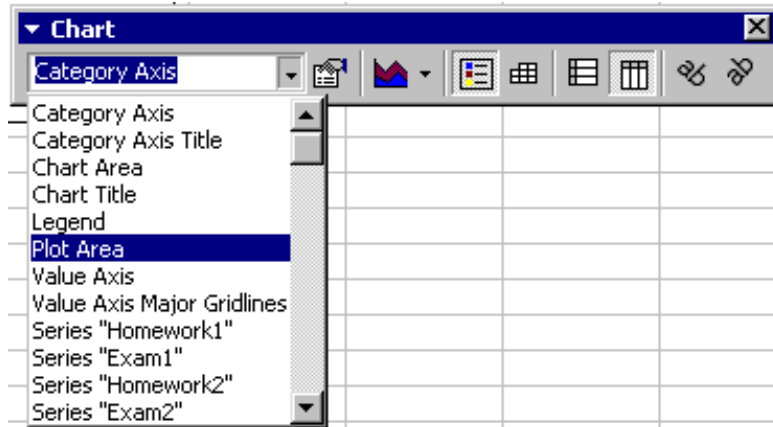 Chart
Category Axis
Category Axis
Category Axis Title
Chart Area
Chart Title
Legend
Plot Area
Value Axis
Value Axis Major Gridlines
Series "Homework1"
Series "Exam1"
Series "Homework2"
Series "Exam2"